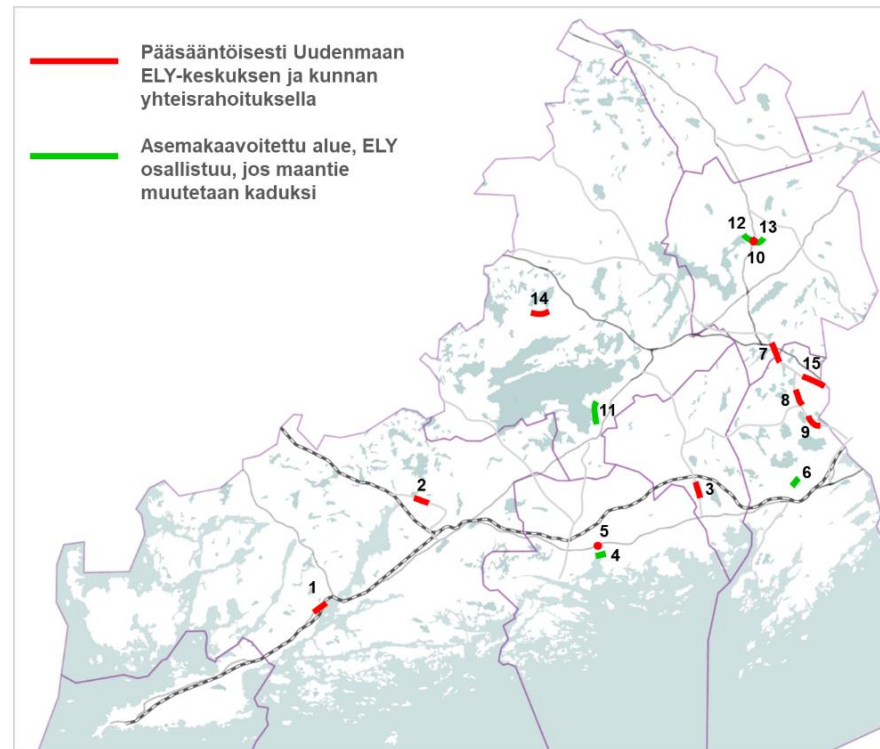 Pääsääntöisesti Uudenmaan
ELY-keskuksen ja kunnan
yhteisrahoituksella
Asemakaavoitettu alue, ELY
osallistuu, jos maantie
muutetaan kaduksi
12 13
10
14
7
15
8
11
9
6
2
3
5
4
1